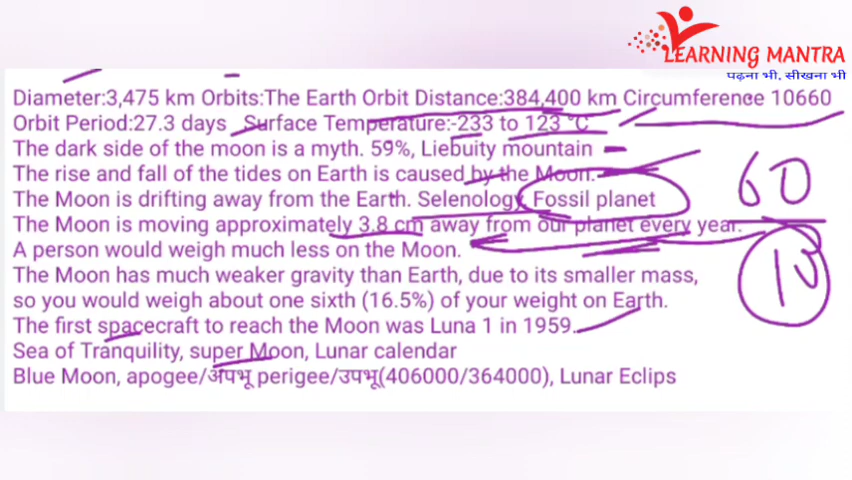 LEARNING MANTRA
पढ़ना भी, सीखना भी
Diameter:3,475 km Orbits:The Earth Orbit Distance:384,400 km Circumference 10660
Orbit Period:27.3 days Surface Temperature:-233 to 123 °C
The dark side of the moon is a myth. 59%, Liebuity mountain
The rise and fall of the tides on Earth is caused by the Moon.
The Moon is drifting away from the Earth. Selenology, Fossil planet
60
The Moon is moving approximately 3.8 cm away from our planet every year.
A person would weigh much less on the Moon.
10
The Moon has much weaker gravity than Earth, due to its smaller mass,
so you would weigh about one sixth (16.5%) of your weight on Earth.
The first spacecraft to reach the Moon was Luna 1 in 1959.
Sea of Tranquility, super Moon, Lunar calendar
Blue Moon, apogee/अपभू perigee/उपभू(406000/364000), Lunar Eclips